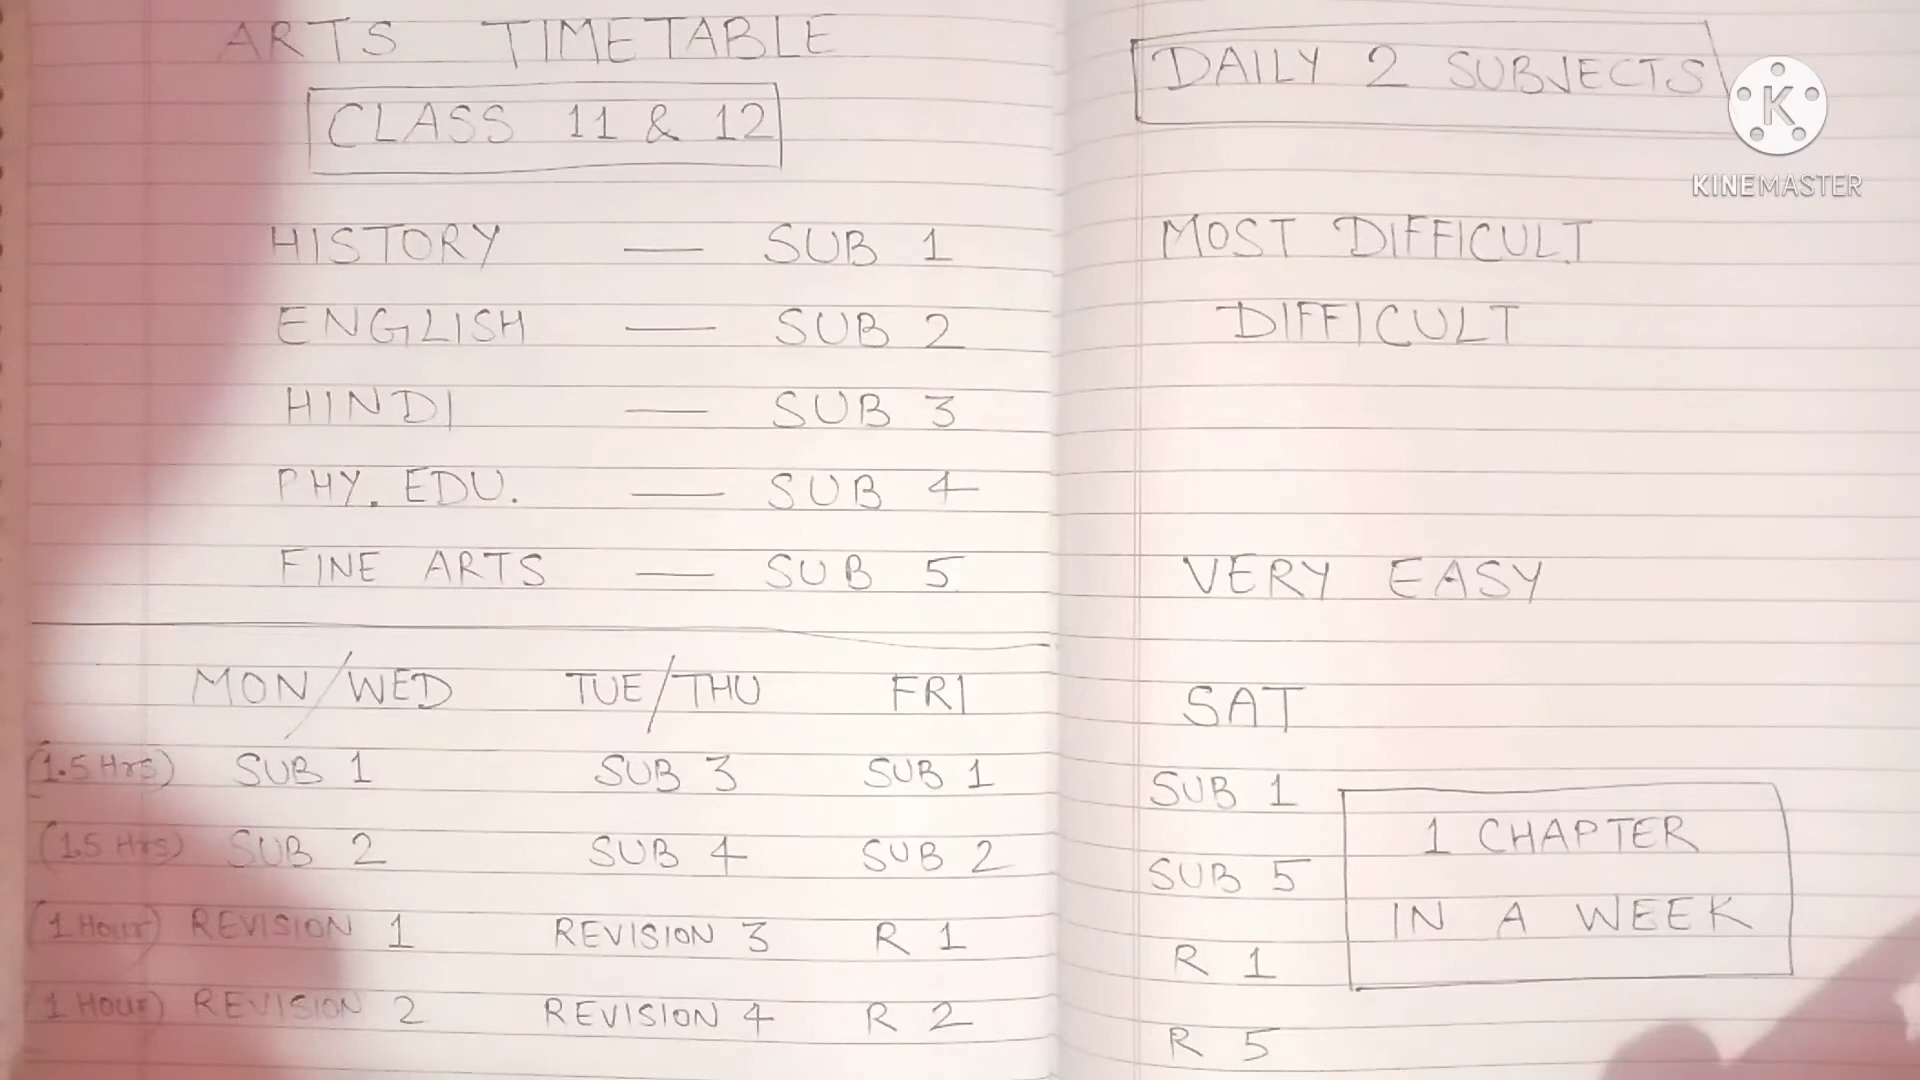 ARTS TIMETABLE
CLASS 11 & 12
HISTORY — SUB 1
ENGLISH — SUB 2
HINDI — SUB 3
PHY. EDU. — SUB 4
FINE ARTS — SUB 5
MON/WED TUE/THU FRI
(1.5 Hrs) SUB 1 SUB 3 SUB 1
(1.5 Hrs) SUB 2 SUB 4 SUB 2
(1 Hour) REVISION 1 REVISION 3 R 1
(1 Hour) REVISION 2 REVISION 4 R 2
DAILY 2 SUBJECTS
K
KINEMASTER
MOST DIFFICULT
DIFFICULT
VERY EASY
SAT
SUB 1
SUB 5
R 1
R 5
1 CHAPTER
IN A WEEK